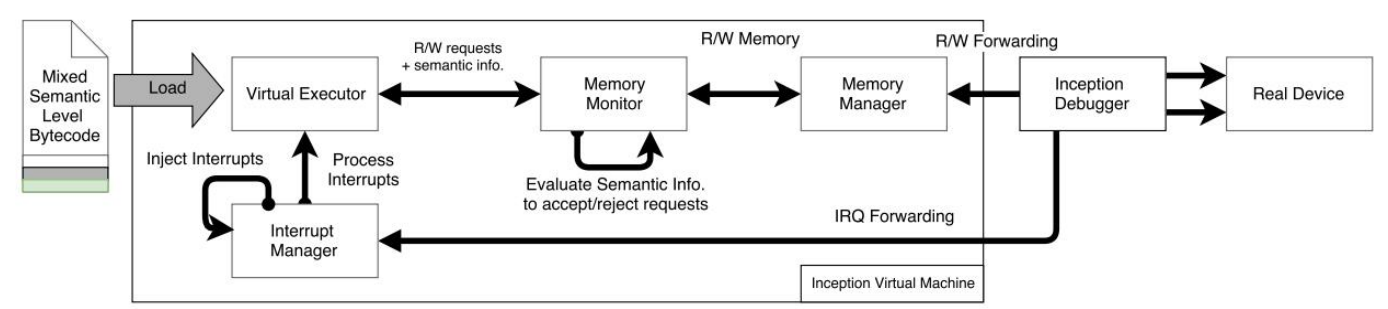 Mixed
Semantic
Level
Bytecode
Load
Virtual Executor
R/W requests
+ semantic info.
Memory
Monitor
R/W Memory
Memory
Manager
R/W Forwarding
Inception
Debugger
Real Device
Inject Interrupts
Process
Interrupts
Evaluate Semantic Info.
to accept/reject requests
Interrupt
Manager
IRQ Forwarding
Inception Virtual Machine